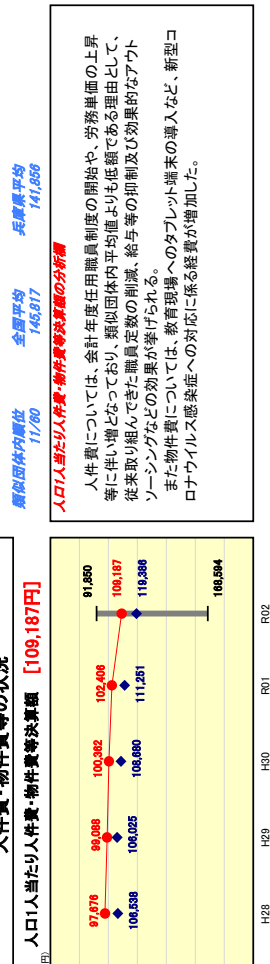 人件費・物件費等の状況
人口1人当たり人件費・物件費等決算額 [109,187円]
円)
97,676
99,088
100,362
102,406
109,187
106,538
106,025
108,680
111,251
119,386
91,850
168,594
H28
H29
H30
R01
R02
類似団体内順位
11/60
全国平均
145,817
兵庫県平均
141,856
人口1人当たり人件費・物件費等決算額の分析欄
人件費については、会計年度任用職員制度の開始や、労務単価の上昇
等に伴い増となっており、類似団体内平均値よりも低額である理由として、
従来取り組んできた職員定数の削減、給与等の抑制及び効果的なアウト
ソーシングなどの効果が挙げられる。
また物件費については、教育現場へのタブレット端末の導入など、新型コ
ロナウイルス感染症への対応に係る経費が増加した。